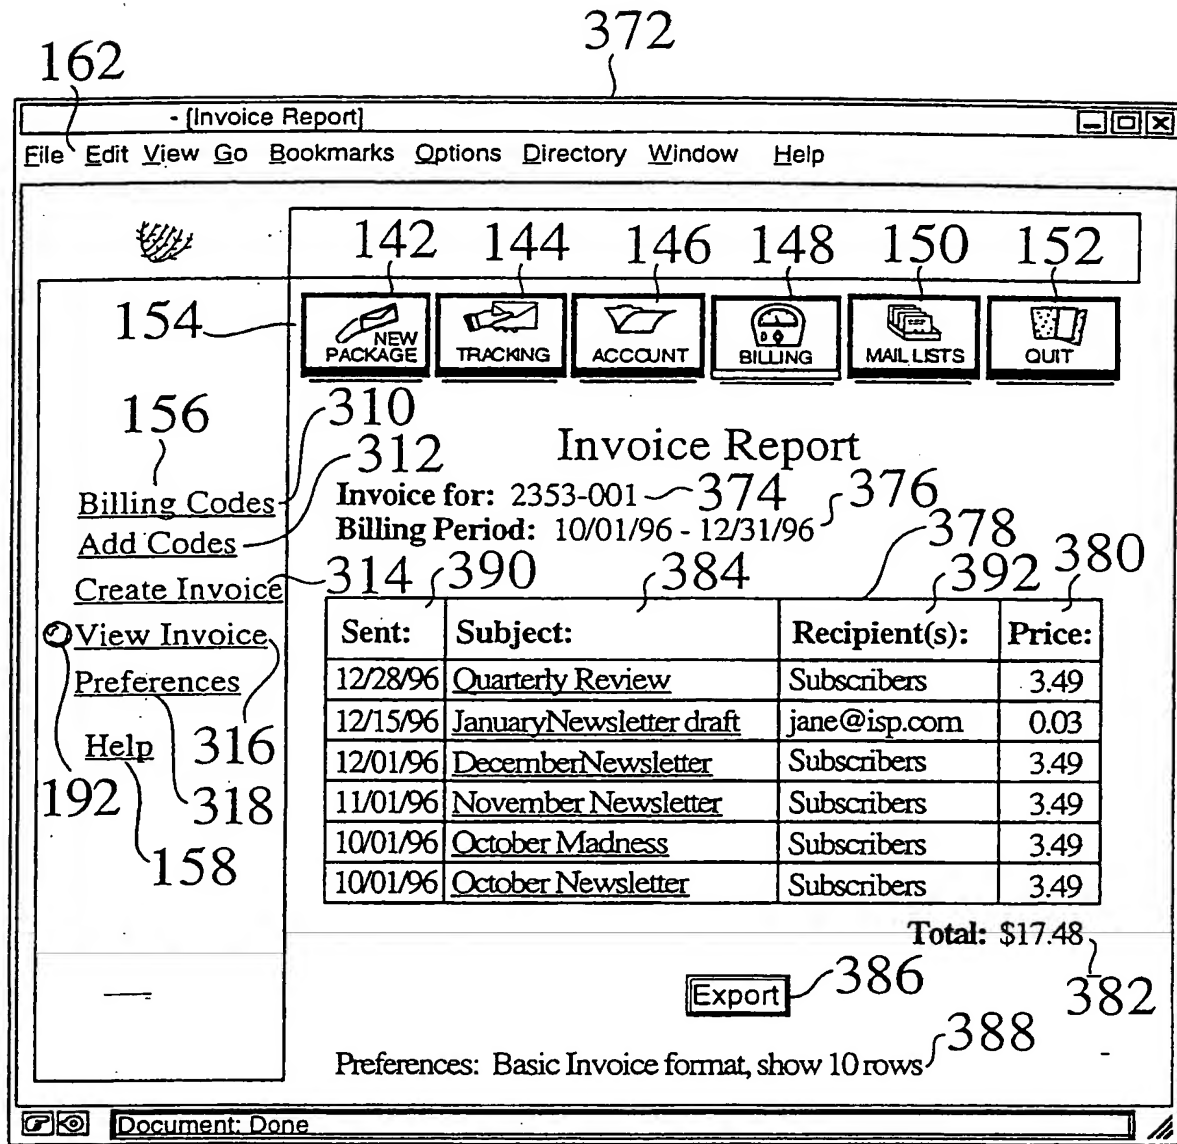 372
162
- [Invoice Report]
File Edit View Go Bookmarks Options Directory Window Help
142 144 146 148 150 152
154
NEW PACKAGE TRACKING ACCOUNT BILLING MAIL LISTS QUIT
156
310
312
Invoice Report
Billing Codes
Invoice for: 2353-001 374 376
Add Codes
Billing Period: 10/01/96 - 12/31/96
378
Create Invoice 314 390 384 392 380
View Invoice
Preferences
Help 316
192 318
158
Sent: Subject: Recipient(s): Price:
12/28/96 Quarterly Review Subscribers 3.49
12/15/96 JanuaryNewsletter draft jane@isp.com 0.03
12/01/96 DecemberNewsletter Subscribers 3.49
11/01/96 November Newsletter Subscribers 3.49
10/01/96 October Madness Subscribers 3.49
10/01/96 October Newsletter Subscribers 3.49
Total: $17.48
382
Export 386
388
Preferences: Basic Invoice format, show 10 rows
Document: Done